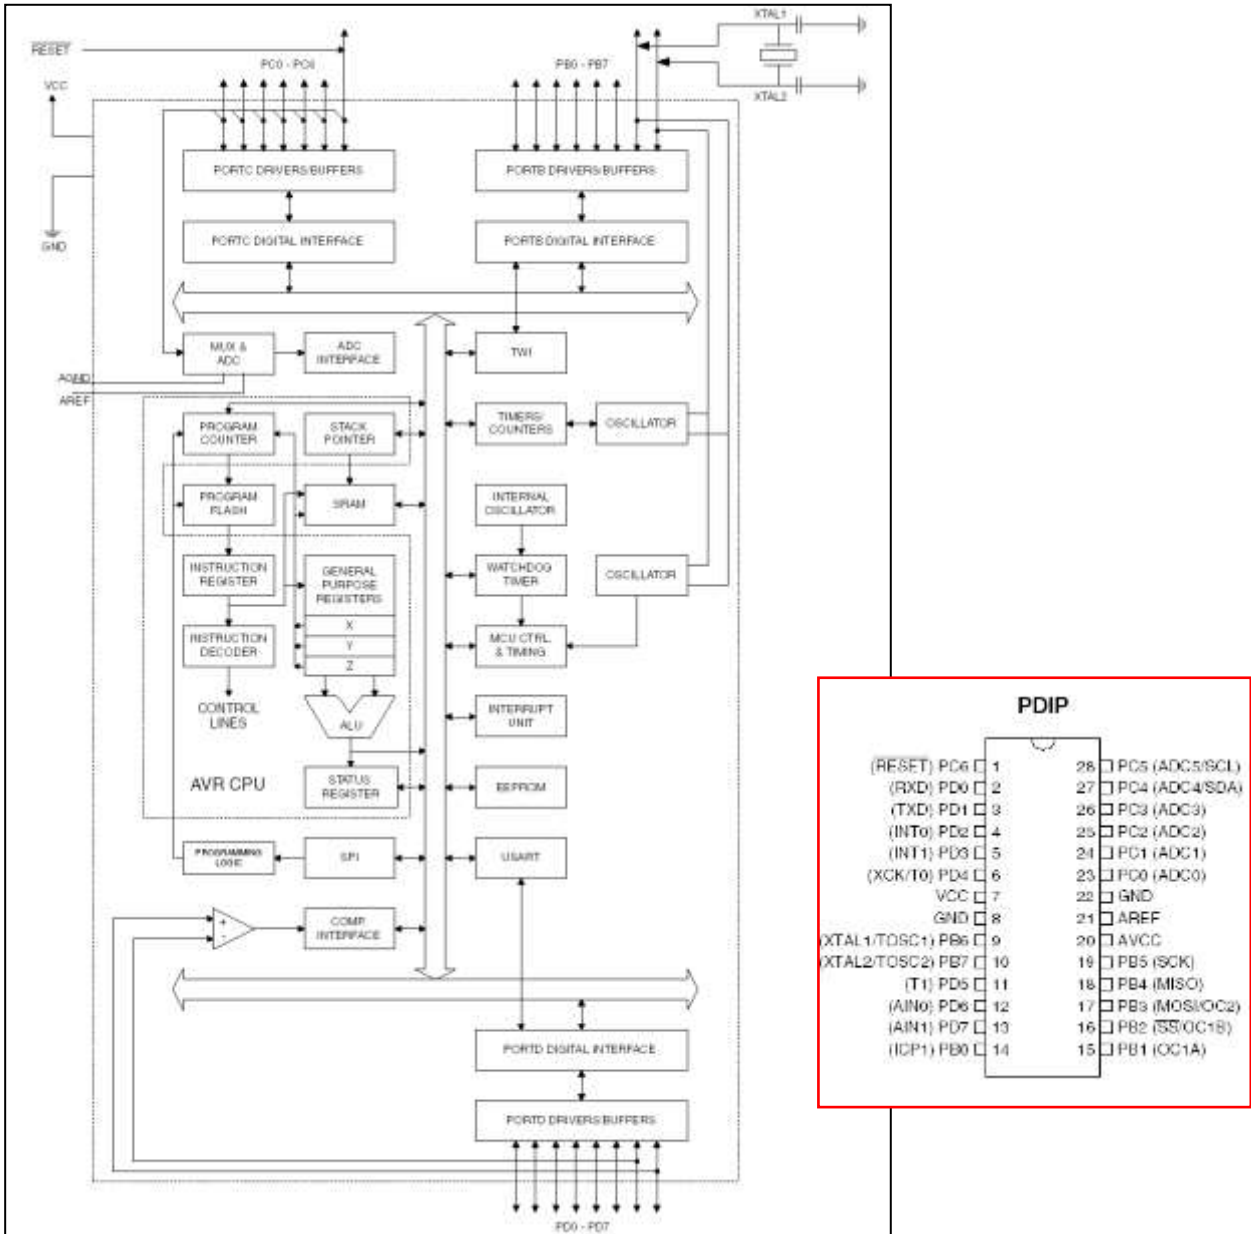 XTAL1
RESET
PC0 - PC6
PB0 - PB7
VCC
XTAL2
PORTC DRIVERS/BUFFERS
PORTB DRIVERS/BUFFERS
GND
PORTC DIGITAL INTERFACE
PORTB DIGITAL INTERFACE
MUX &
ADC
ADC
INTERFACE
TWI
AGND
AREF
PROGRAM
COUNTER
STACK
POINTER
TIMERS/
COUNTERS
OSCILLATOR
PROGRAM
FLASH
SRAM
INTERNAL
OSCILLATOR
INSTRUCTION
REGISTER
GENERAL
PURPOSE
REGISTERS
WATCHDOG
TIMER
OSCILLATOR
X
Y
Z
INSTRUCTION
DECODER
MCU CTRL.
& TIMING
CONTROL
LINES
ALU
INTERRUPT
UNIT
AVR CPU
STATUS
REGISTER
EEPROM
PROGRAMMING
LOGIC
SPI
USART
+
-
COMP.
INTERFACE
PORTD DIGITAL INTERFACE
PORTD DRIVERS/BUFFERS
PD0 - PD7
PDIP
(RESET) PC6 1 28 PC5 (ADC5/SCL)
(RXD) PD0 2 27 PC4 (ADC4/SDA)
(TXD) PD1 3 26 PC3 (ADC3)
(INT0) PD2 4 25 PC2 (ADC2)
(INT1) PD3 5 24 PC1 (ADC1)
(XCK/T0) PD4 6 23 PC0 (ADC0)
VCC 7 22 GND
GND 8 21 AREF
(XTAL1/TOSC1) PB6 9 20 AVCC
(XTAL2/TOSC2) PB7 10 19 PB5 (SCK)
(T1) PD5 11 18 PB4 (MISO)
(AIN0) PD6 12 17 PB3 (MOSI/OC2)
(AIN1) PD7 13 16 PB2 (SS/OC1B)
(ICP1) PB0 14 15 PB1 (OC1A)